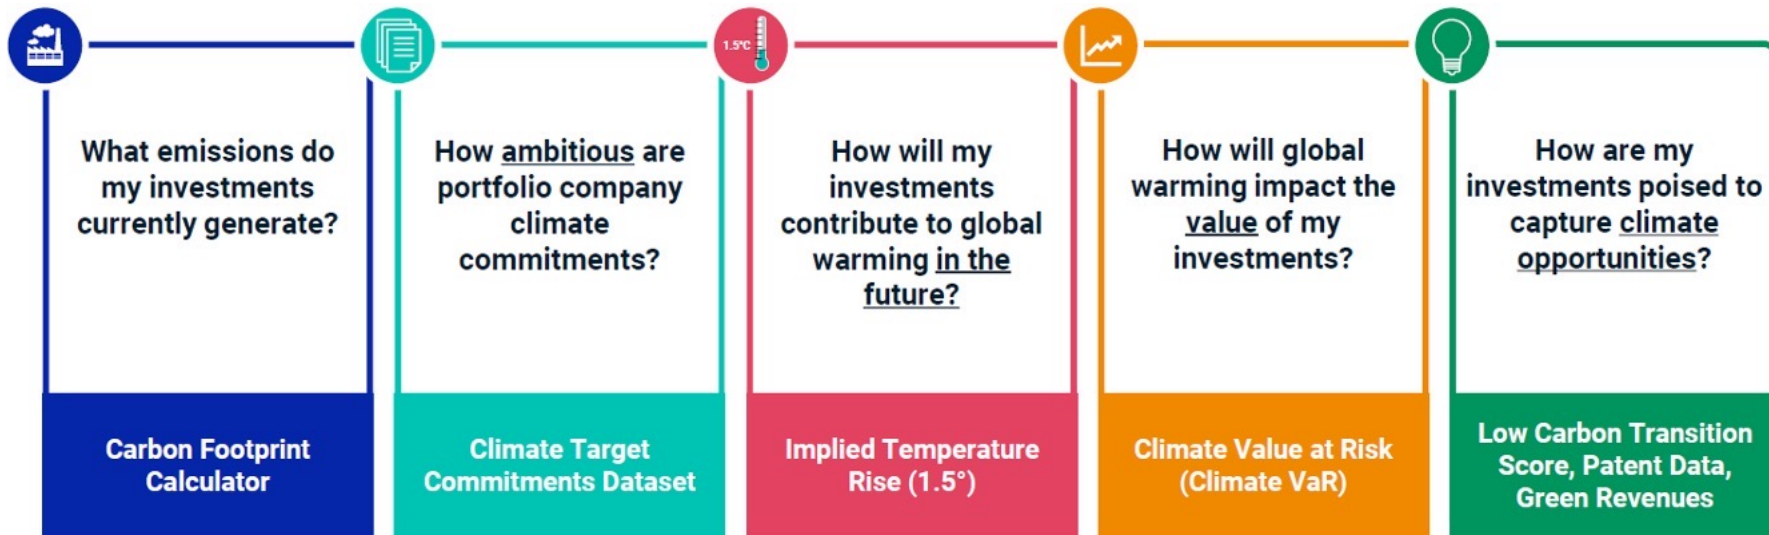 What emissions do
my investments
currently generate?
Carbon Footprint
Calculator
How ambitious are
portfolio company
climate
commitments?
Climate Target
Commitments Dataset
1.5°C
How will my
investments
contribute to global
warming in the
future?
Implied Temperature
Rise (1.5°)
How will global
warming impact the
value of my
investments?
Climate Value at Risk
(Climate VaR)
How are my
investments poised to
capture climate
opportunities?
Low Carbon Transition
Score, Patent Data,
Green Revenues